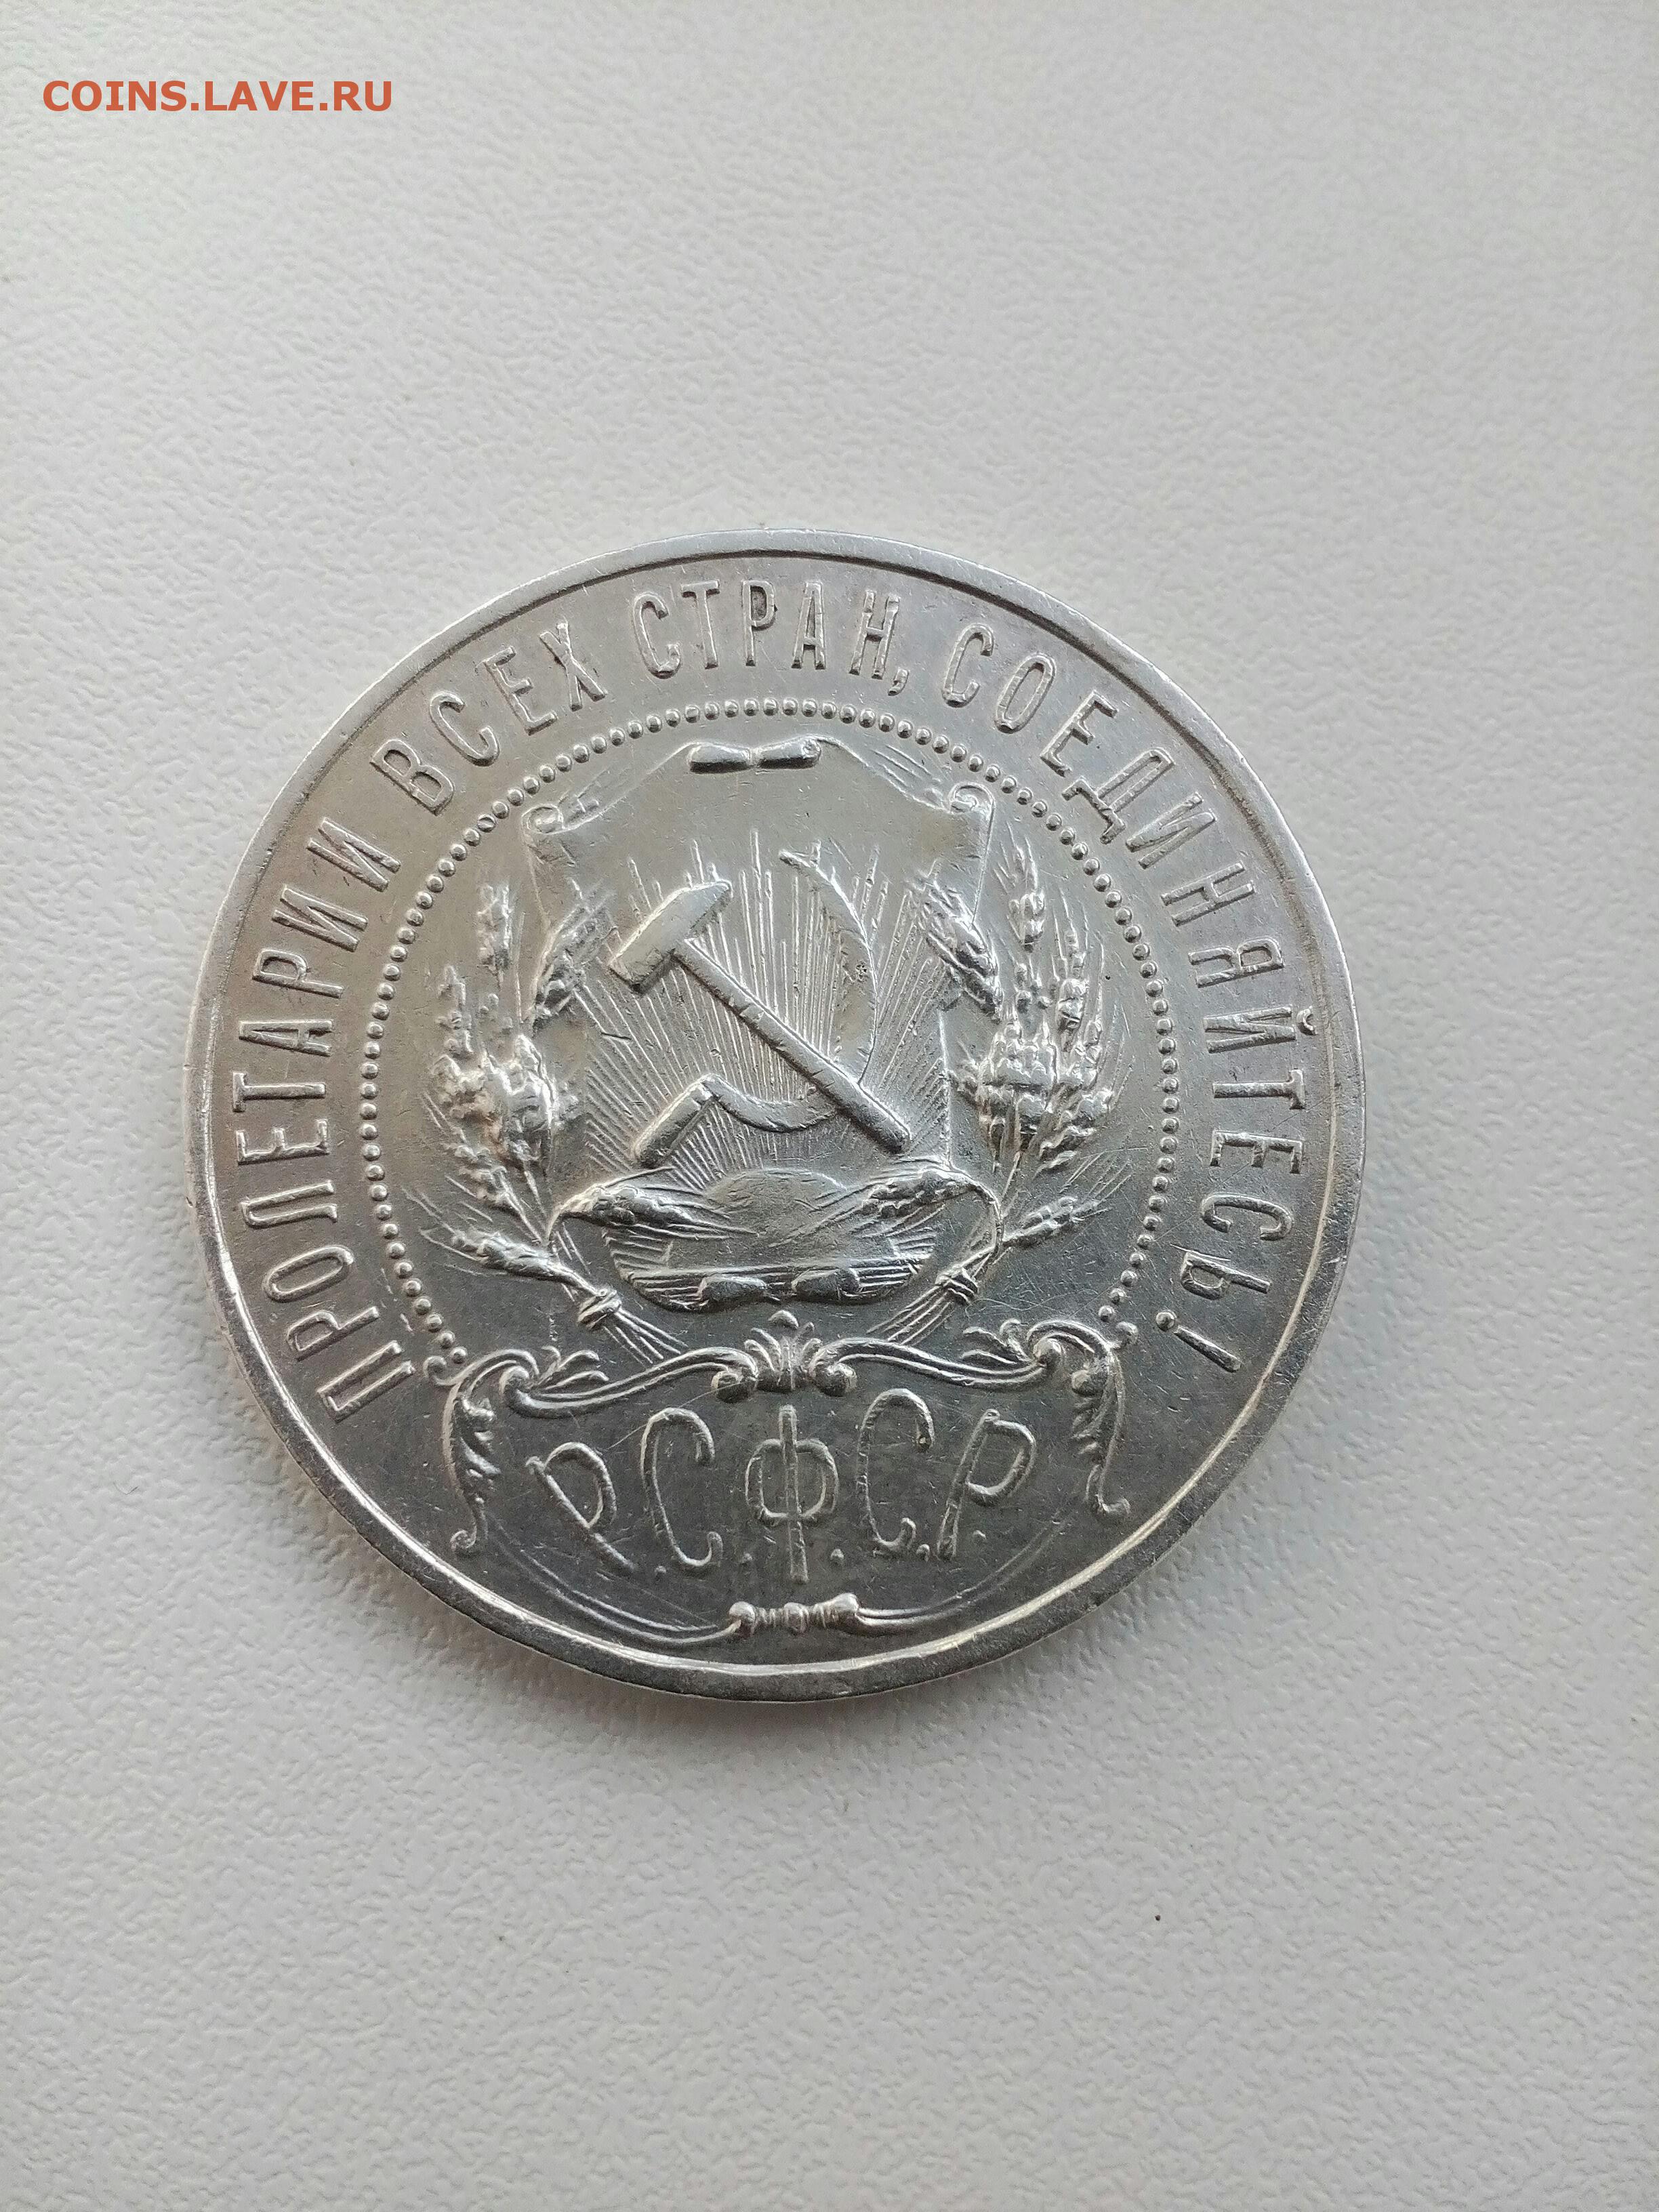 COINS.LAVE.RU
ПРОЛЕТАРИИ ВСЕХ СТРАН, СОЕДИНЯЙТЕСЬ!
Р.С.Ф.С.Р.